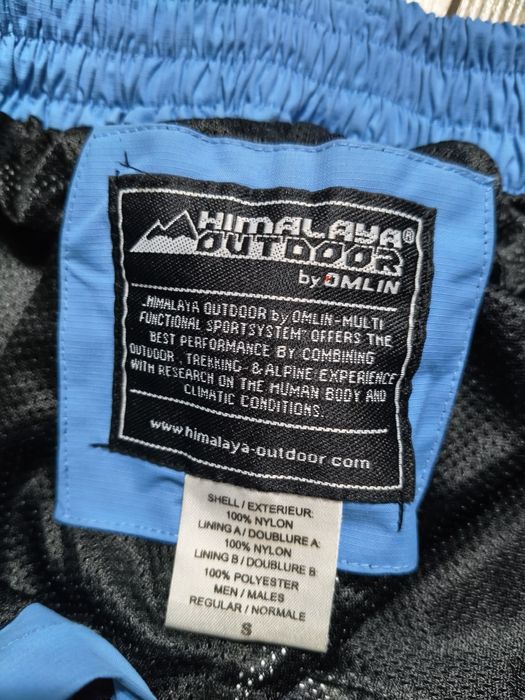 HIMALAYA®
OUTDOOR
by OMLIN
"HIMALAYA OUTDOOR by OMLIN-MULTI
FUNCTIONAL SPORTSYSTEM" OFFERS THE
BEST PERFORMANCE BY COMBINING
OUTDOOR-, TREKKING- & ALPINE EXPERIENCE
WITH RESEARCH ON THE HUMAN BODY AND
CLIMATIC CONDITIONS.
www.himalaya-outdoor.com
SHELL / EXTERIEUR:
100% NYLON
LINING A / DOUBLURE A:
100% NYLON
LINING B / DOUBLURE B:
100% POLYESTER
MEN / MALES
REGULAR / NORMALE
S